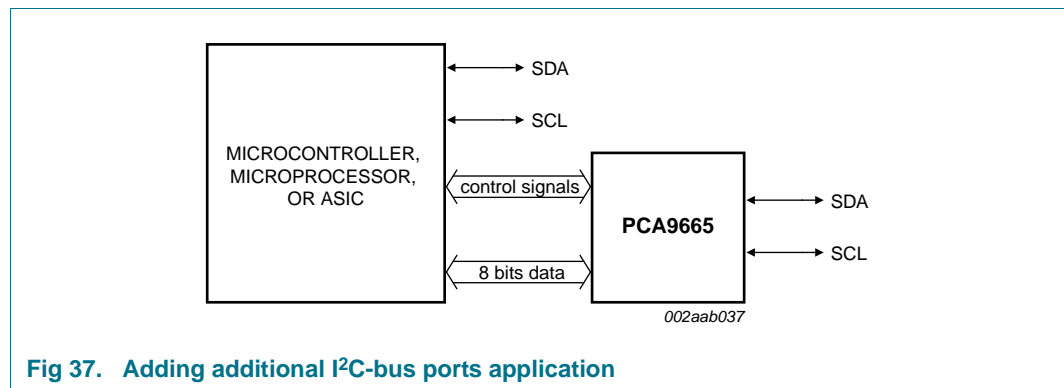 SDA
SCL
MICROCONTROLLER,
MICROPROCESSOR,
OR ASIC
control signals
8 bits data
PCA9665
SDA
SCL
002aab037
Fig 37. Adding additional I²C-bus ports application